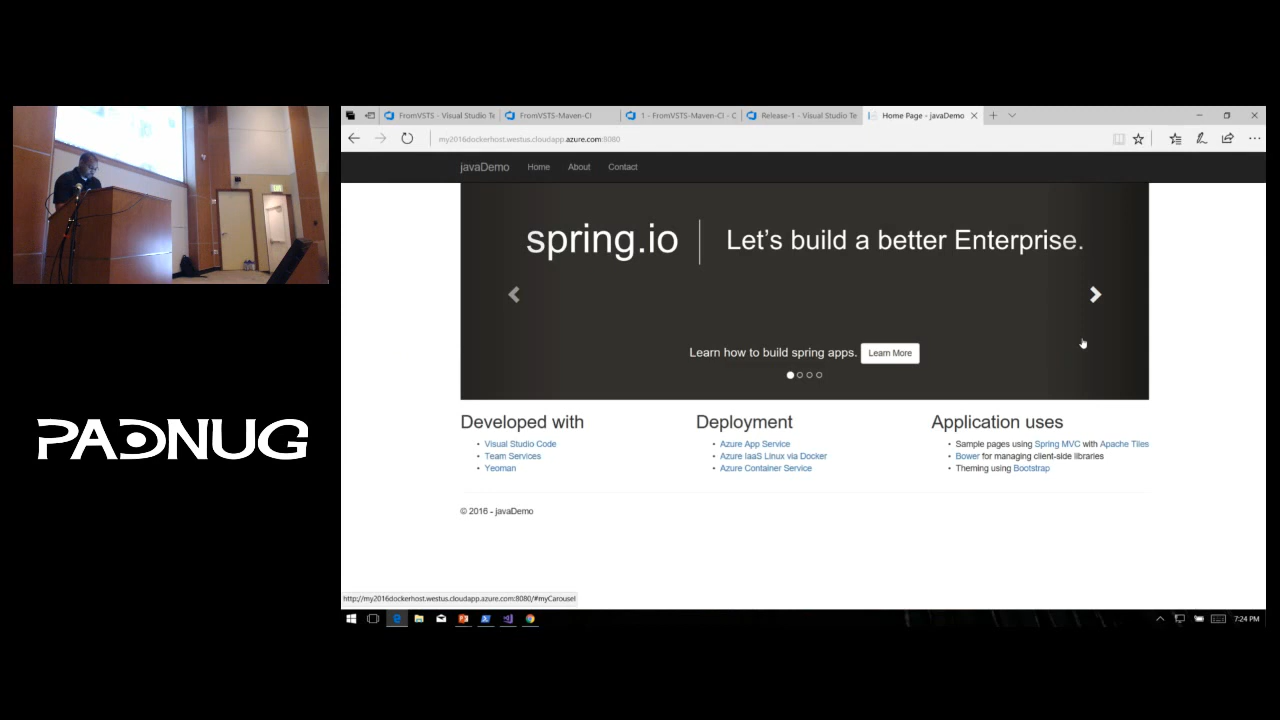 FromVSTS - Visual Studio Te
FromVSTS-Maven-CI
1 - FromVSTS-Maven-CI - C
Release-1 - Visual Studio Te
Home Page - javaDemo
my2016dockerhost.westus.cloudapp.azure.com:8080
javaDemo Home About Contact
spring.io Let's build a better Enterprise.
Learn how to build spring apps. Learn More
Developed with
Visual Studio Code
Team Services
Yeoman
Deployment
Azure App Service
Azure IaaS Linux via Docker
Azure Container Service
Application uses
Sample pages using Spring MVC with Apache Tiles
Bower for managing client-side libraries
Theming using Bootstrap
© 2016 - javaDemo
http://my2016dockerhost.westus.cloudapp.azure.com:8080/#myCarousel
7:24 PM
PADNUG